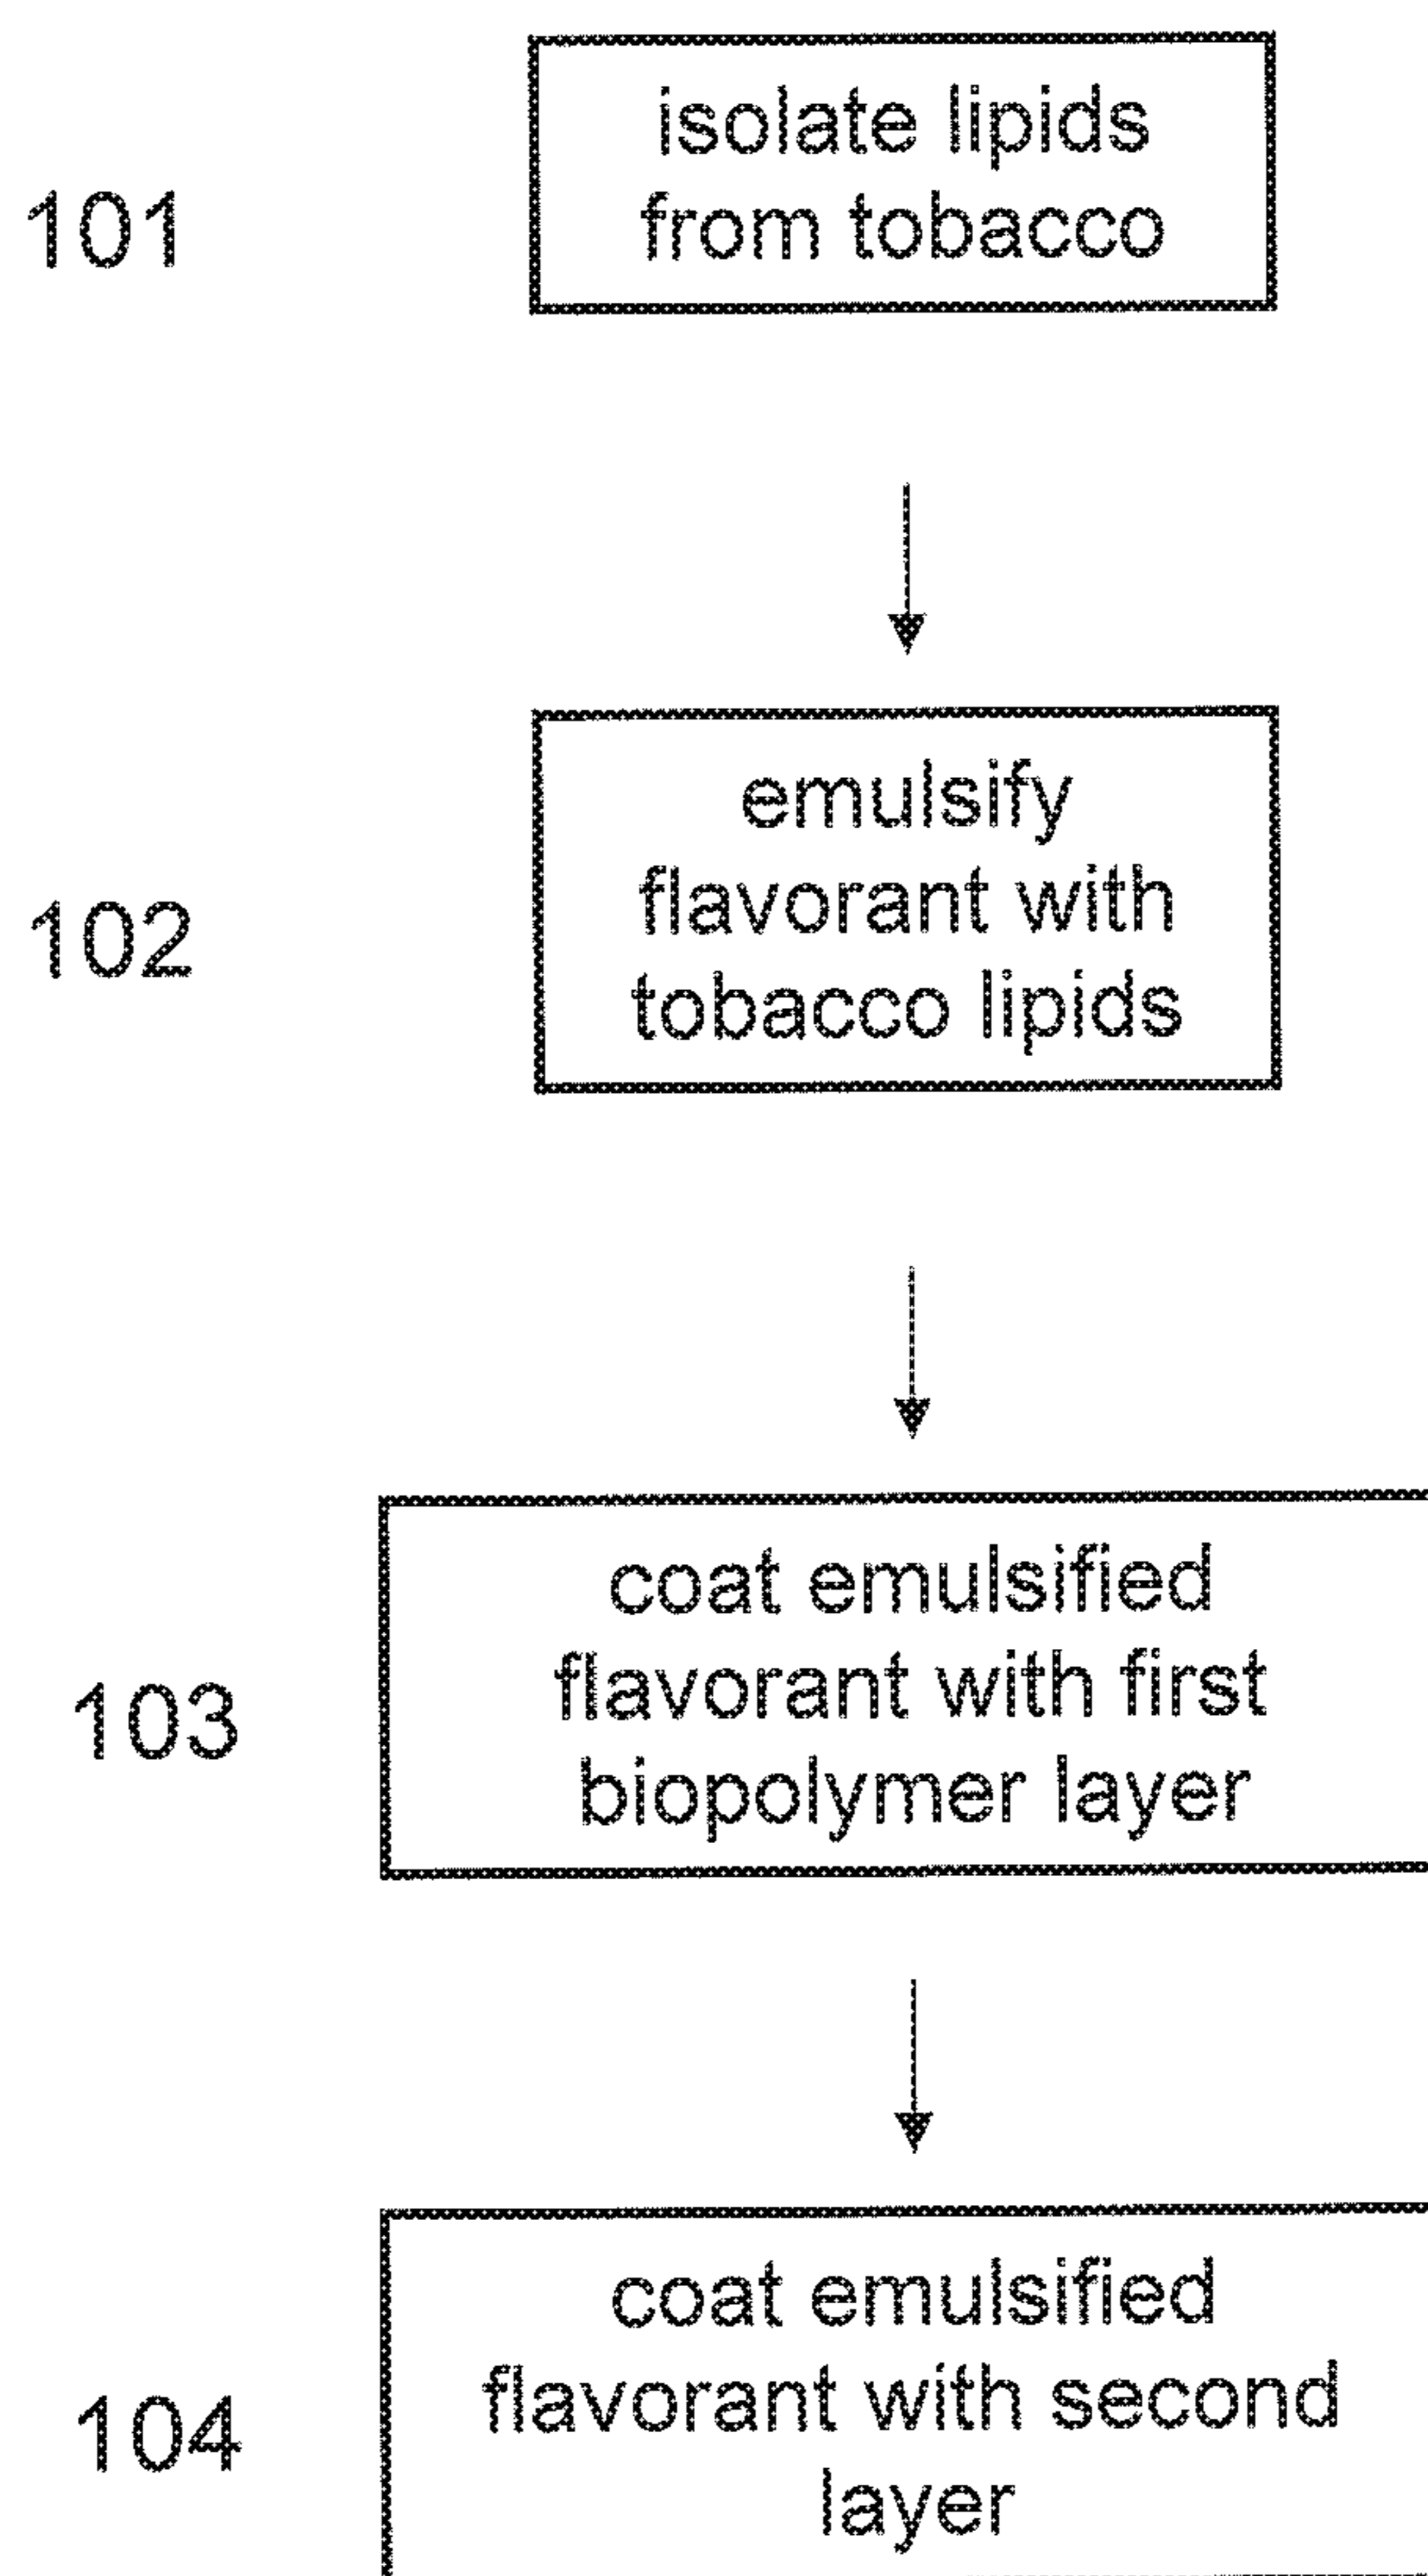 isolate lipids
101
from tobacco
emulsify
102
flavorant with
tobacco lipids
coat emulsified
103
flavorant with first
biopolymer layer
coat emulsified
104
flavorant with second
layer